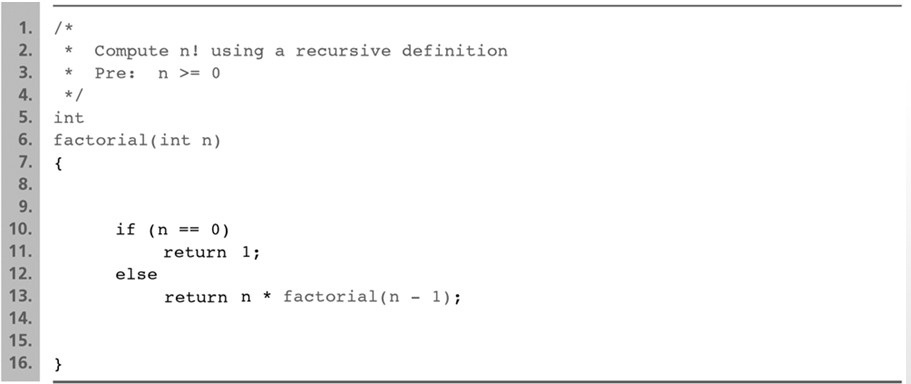 1. /*
2. * Compute n! using a recursive definition
3. * Pre: n >= 0
4. */
5. int
6. factorial(int n)
7. {
8.
9.
10. if (n == 0)
11. return 1;
12. else
13. return n * factorial(n - 1);
14.
15.
16. }